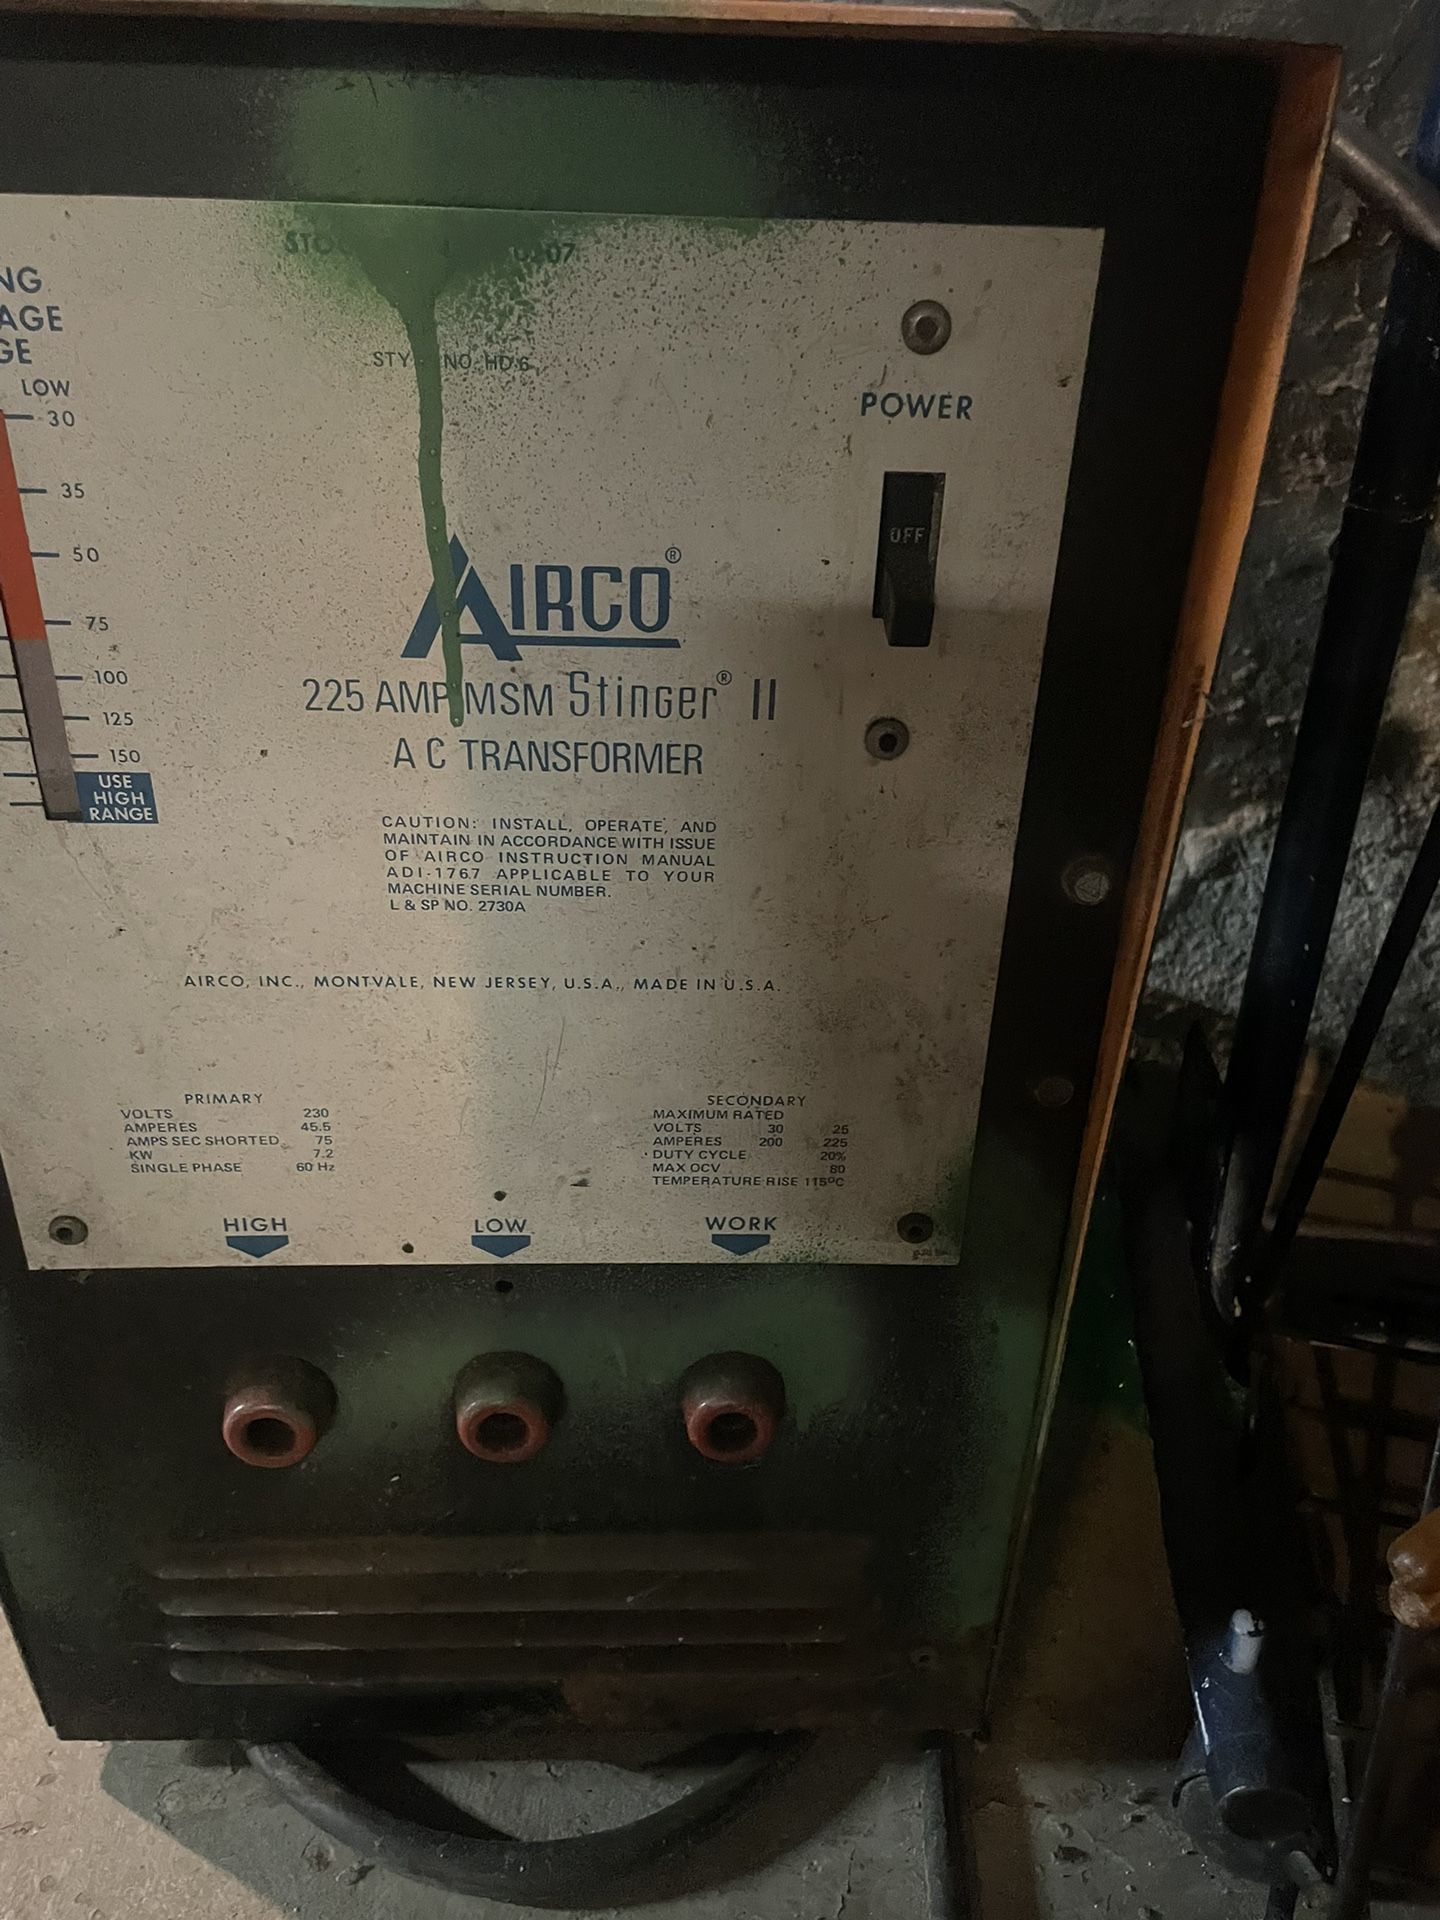 NG
AGE
GE
LOW
30
35
50
75
100
125
150
USE
HIGH
RANGE
NO. HD6
POWER
OFF
AIRCO®
225 AMP MSM Stinger® II
A C TRANSFORMER
CAUTION: INSTALL, OPERATE, AND
MAINTAIN IN ACCORDANCE WITH ISSUE
OF AIRCO INSTRUCTION MANUAL
ADI-1767 APPLICABLE TO YOUR
MACHINE SERIAL NUMBER.
L & SP NO. 2730A
AIRCO, INC., MONTVALE, NEW JERSEY, U.S.A., MADE IN U.S.A.
PRIMARY
VOLTS 230
AMPERES 45.5
AMPS SEC SHORTED 75
KW 7.2
SINGLE PHASE 60 Hz
SECONDARY
MAXIMUM RATED
VOLTS 30 25
AMPERES 200 225
DUTY CYCLE 20%
MAX OCV 80
TEMPERATURE RISE 115°C
HIGH
LOW
WORK